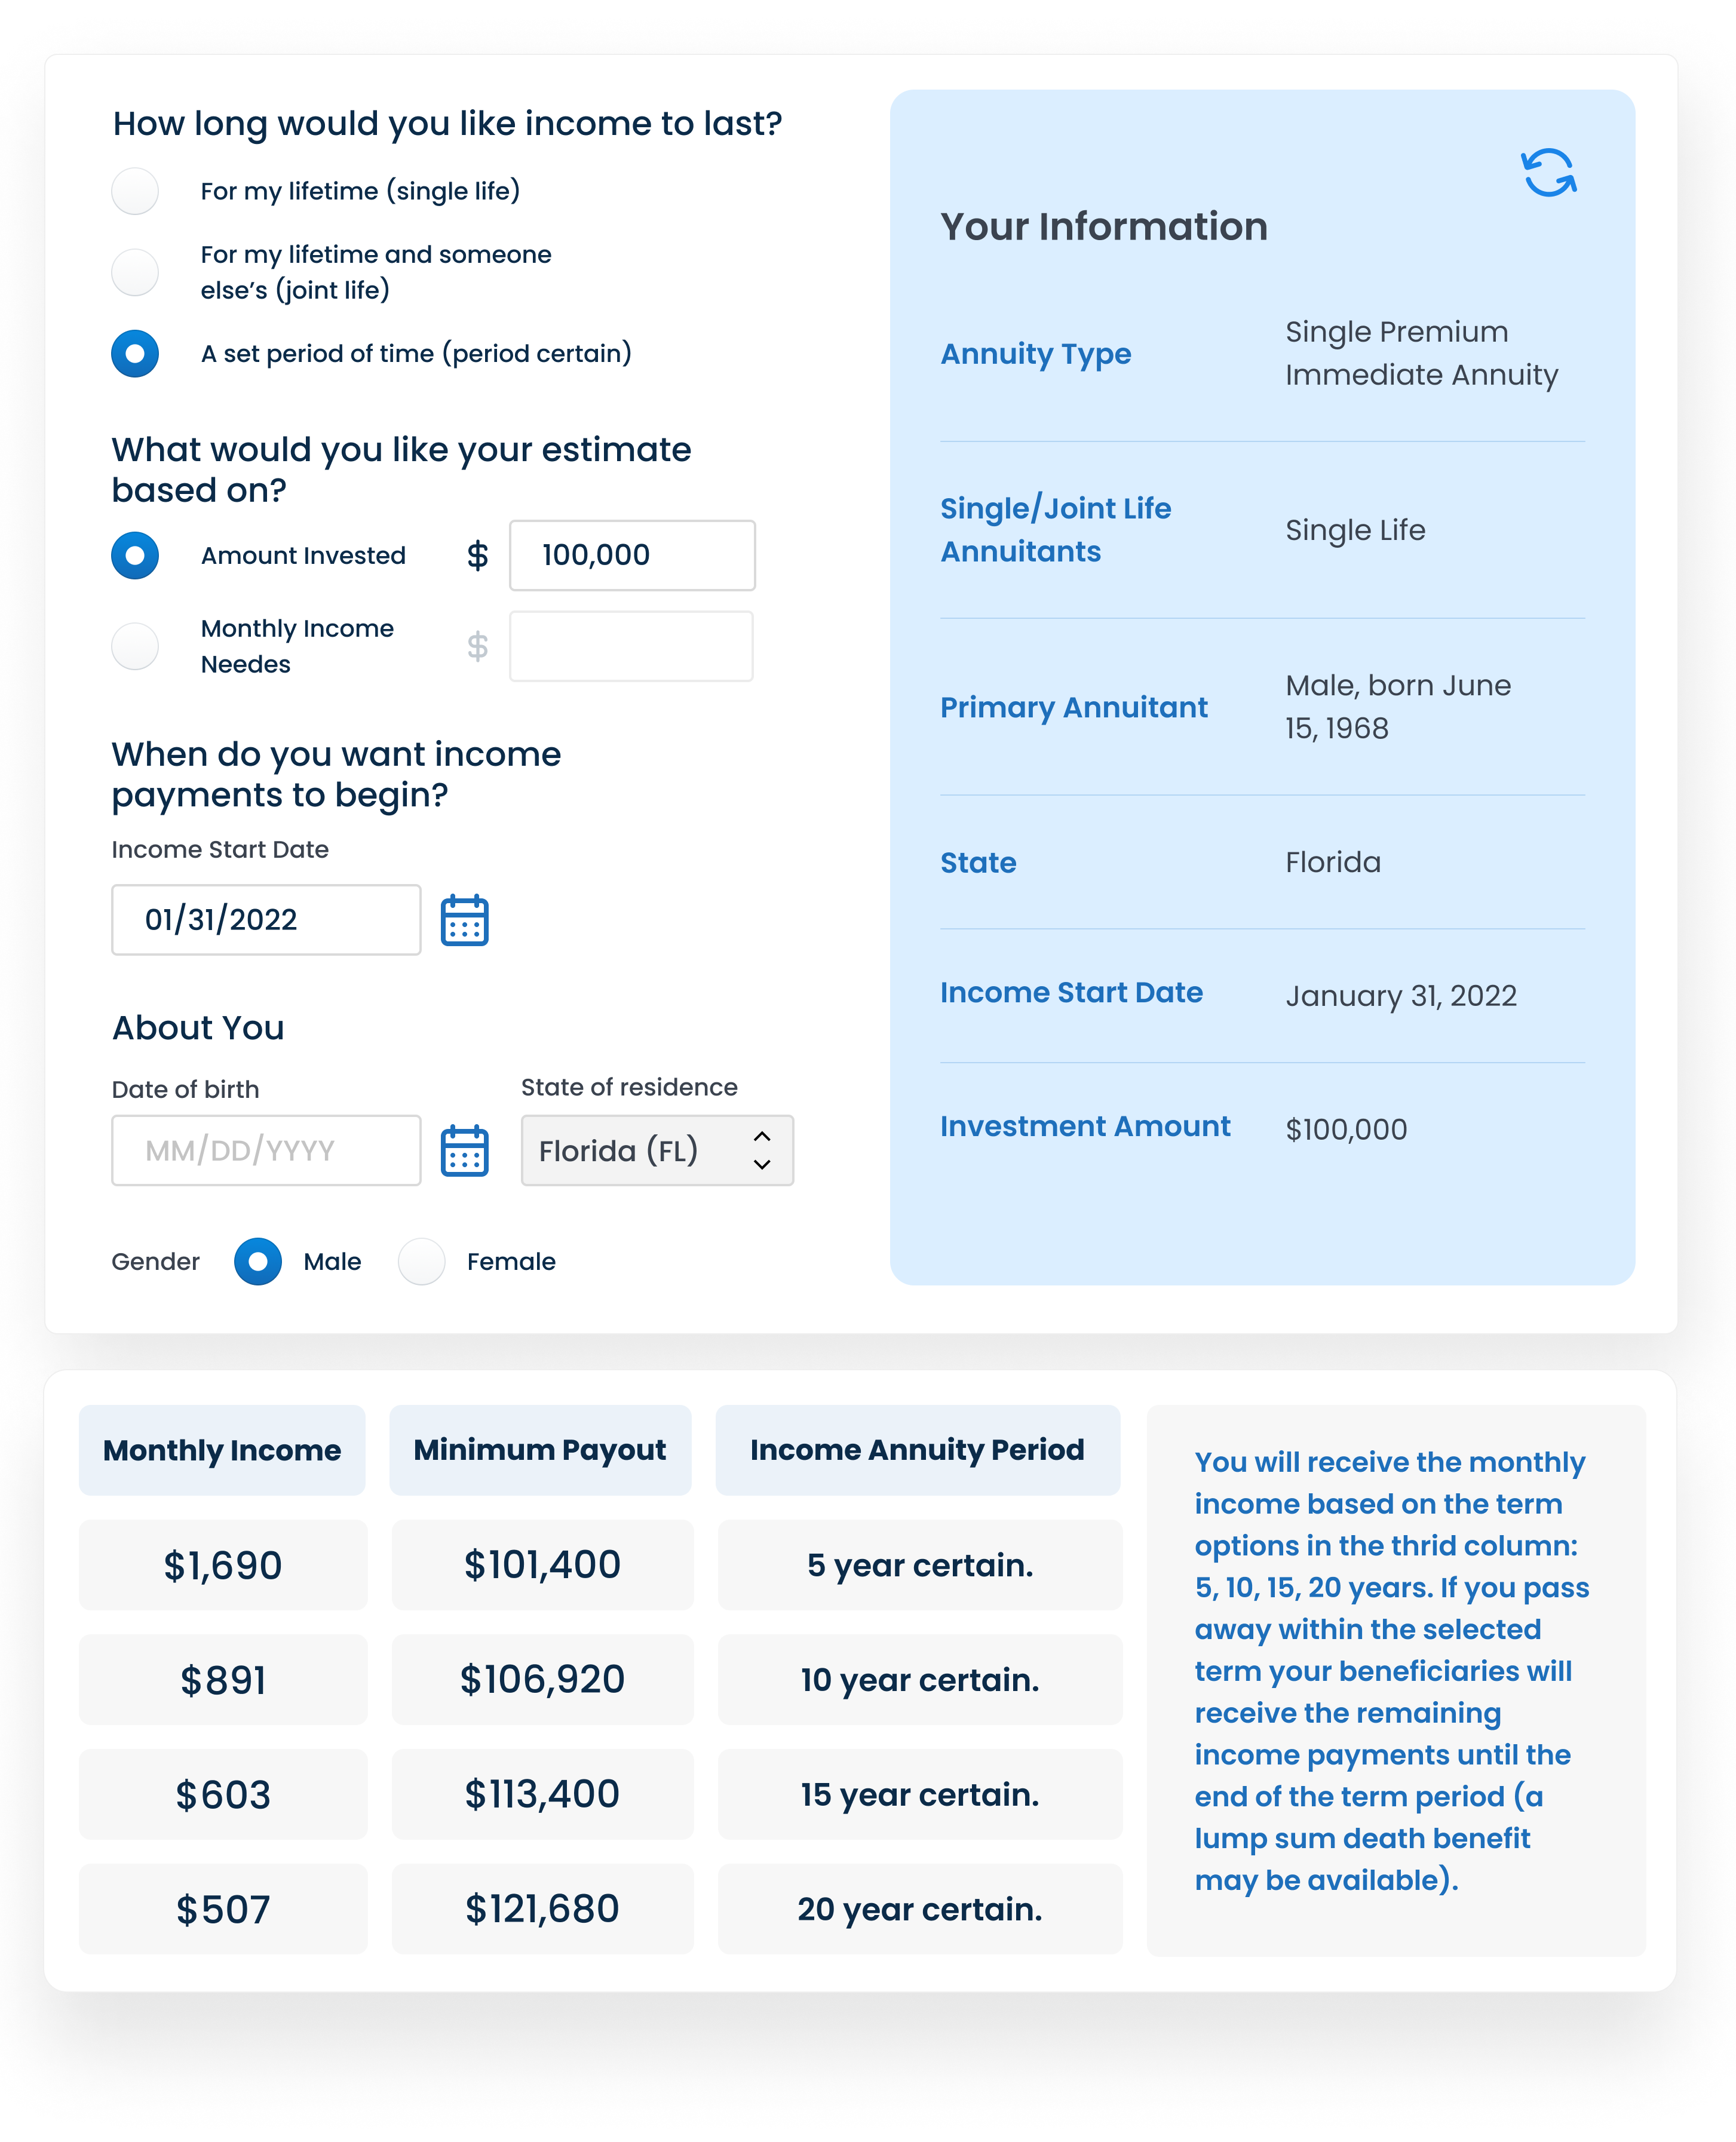 How long would you like income to last?
For my lifetime (single life)
For my lifetime and someone
else’s (joint life)
A set period of time (period certain)
What would you like your estimate
based on?
Amount Invested $ 100,000
Monthly Income
Needes $
When do you want income
payments to begin?
Income Start Date
01/31/2022
About You
Date of birth State of residence
MM/DD/YYYY Florida (FL)
Gender Male Female
Your Information
Annuity Type
Single Premium
Immediate Annuity
Single/Joint Life
Annuitants
Single Life
Primary Annuitant
Male, born June
15, 1968
State Florida
Income Start Date January 31, 2022
Investment Amount $100,000
Monthly Income Minimum Payout Income Annuity Period
$1,690 $101,400 5 year certain.
$891 $106,920 10 year certain.
$603 $113,400 15 year certain.
$507 $121,680 20 year certain.
You will receive the monthly
income based on the term
options in the thrid column:
5, 10, 15, 20 years. If you pass
away within the selected
term your beneficiaries will
receive the remaining
income payments until the
end of the term period (a
lump sum death benefit
may be available).